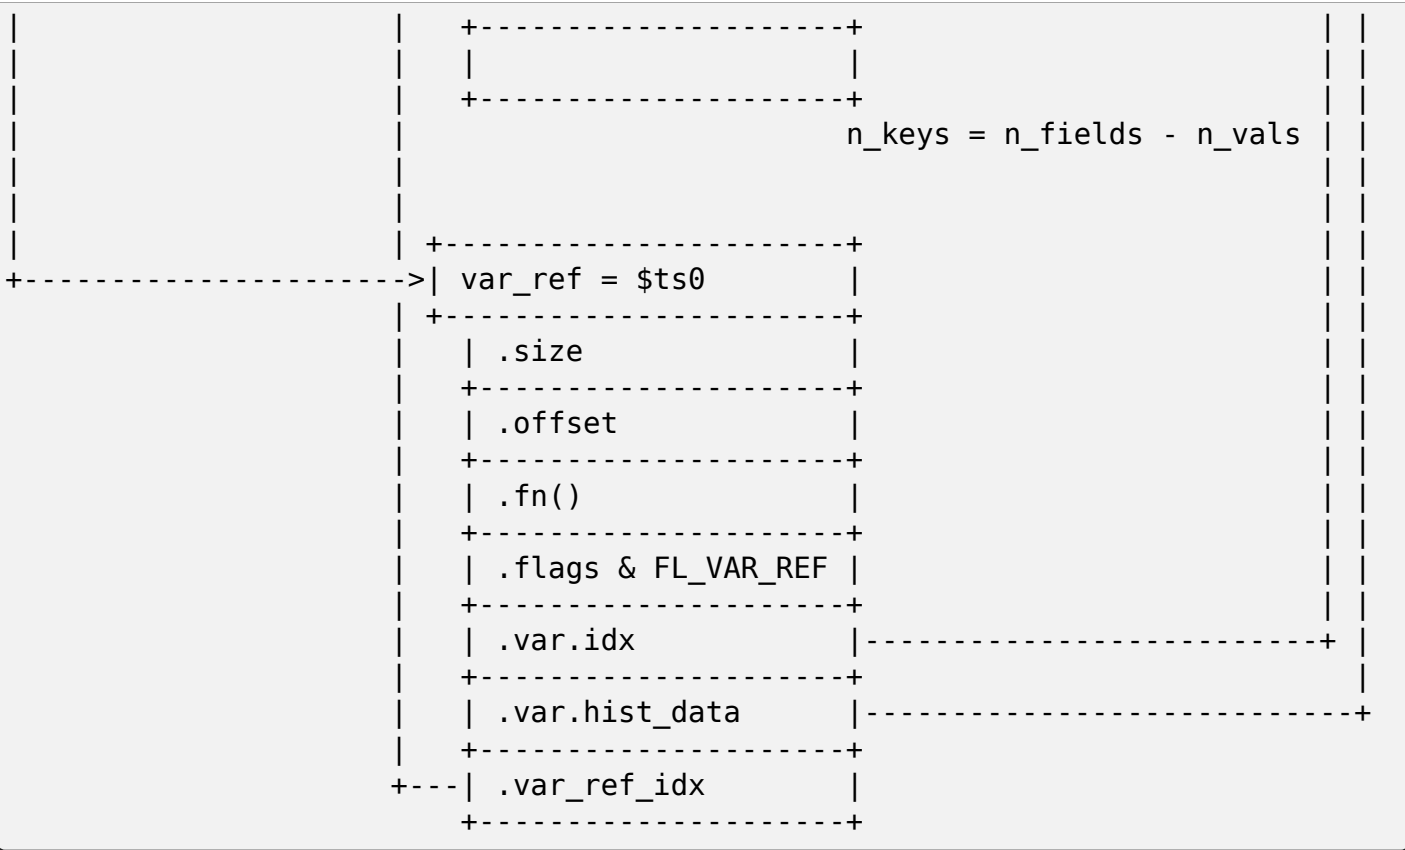 n_keys = n_fields - n_vals
var_ref = $ts0
.size
.offset
.fn()
.flags & FL_VAR_REF
.var.idx
.var.hist_data
.var_ref_idx